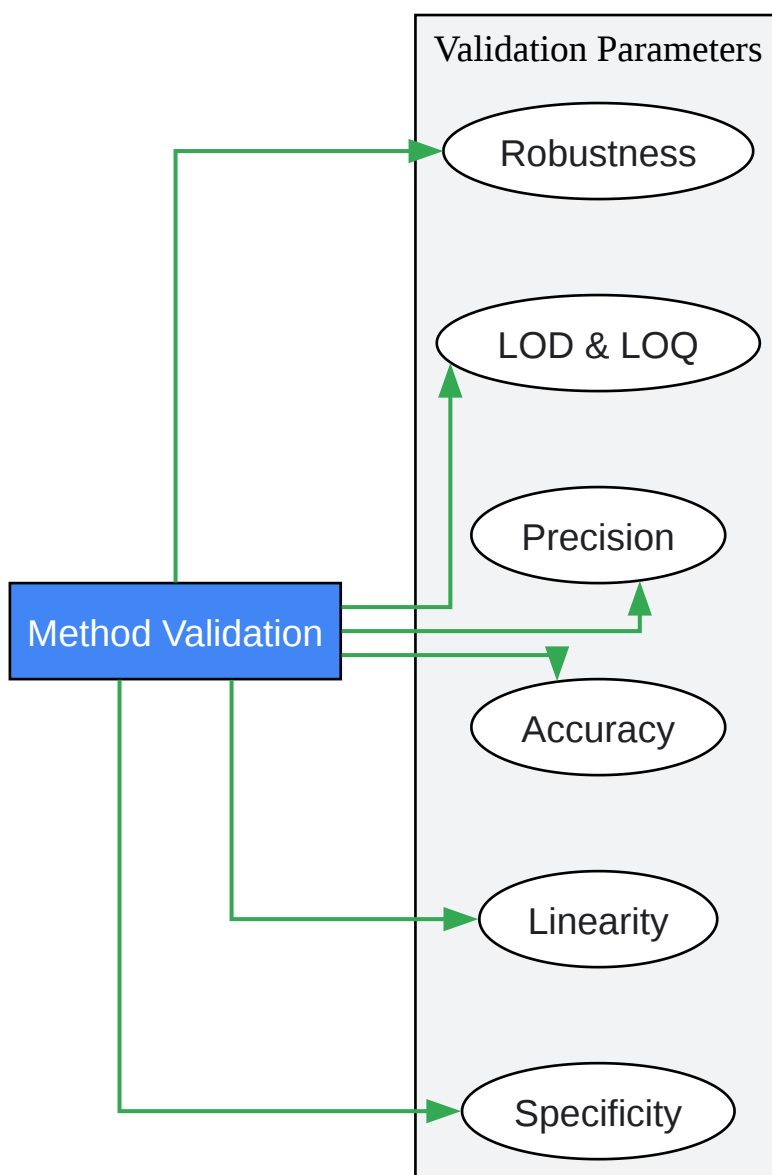 Validation Parameters
Robustness
LOD & LOQ
Precision
Method Validation
Accuracy
Linearity
Specificity